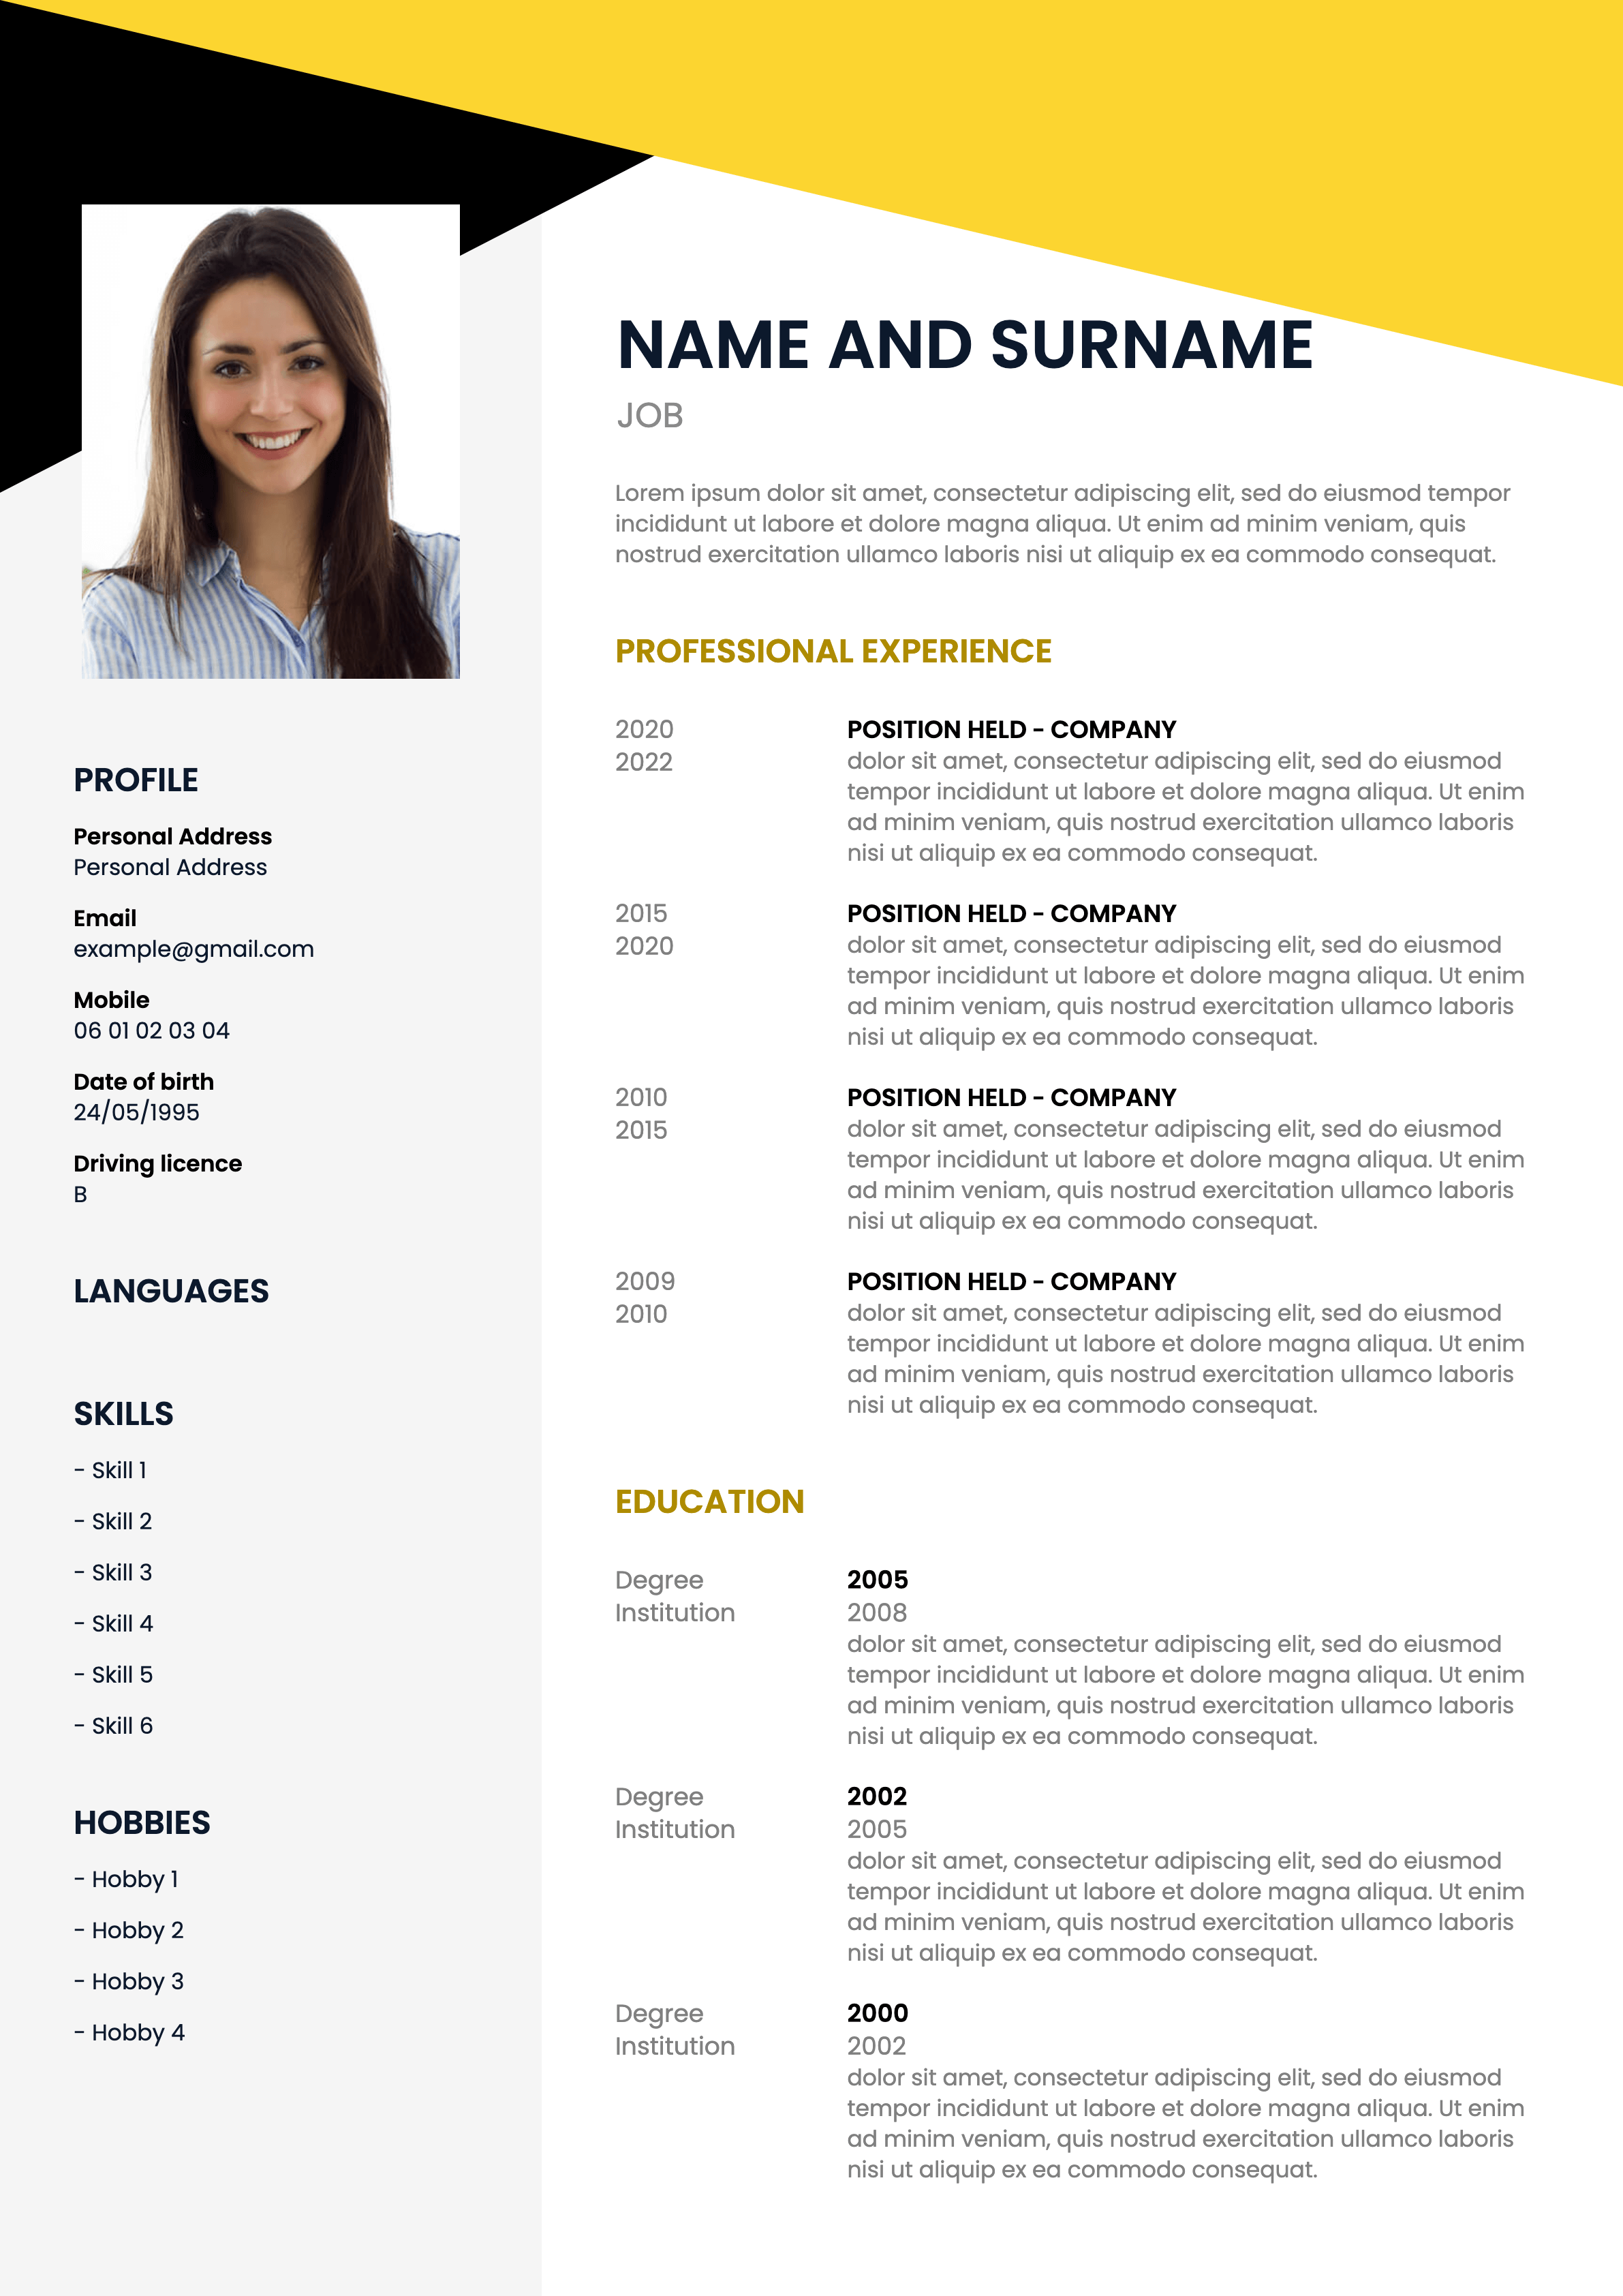 NAME AND SURNAME
JOB
Lorem ipsum dolor sit amet, consectetur adipiscing elit, sed do eiusmod tempor
incididunt ut labore et dolore magna aliqua. Ut enim ad minim veniam, quis
nostrud exercitation ullamco laboris nisi ut aliquip ex ea commodo consequat.
PROFILE
Personal Address
Personal Address
Email
example@gmail.com
Mobile
06 01 02 03 04
Date of birth
24/05/1995
Driving licence
B
LANGUAGES
SKILLS
- Skill 1
- Skill 2
- Skill 3
- Skill 4
- Skill 5
- Skill 6
HOBBIES
- Hobby 1
- Hobby 2
- Hobby 3
- Hobby 4
PROFESSIONAL EXPERIENCE
2020
2022
POSITION HELD - COMPANY
dolor sit amet, consectetur adipiscing elit, sed do eiusmod
tempor incididunt ut labore et dolore magna aliqua. Ut enim
ad minim veniam, quis nostrud exercitation ullamco laboris
nisi ut aliquip ex ea commodo consequat.
2015
2020
POSITION HELD - COMPANY
dolor sit amet, consectetur adipiscing elit, sed do eiusmod
tempor incididunt ut labore et dolore magna aliqua. Ut enim
ad minim veniam, quis nostrud exercitation ullamco laboris
nisi ut aliquip ex ea commodo consequat.
2010
2015
POSITION HELD - COMPANY
dolor sit amet, consectetur adipiscing elit, sed do eiusmod
tempor incididunt ut labore et dolore magna aliqua. Ut enim
ad minim veniam, quis nostrud exercitation ullamco laboris
nisi ut aliquip ex ea commodo consequat.
2009
2010
POSITION HELD - COMPANY
dolor sit amet, consectetur adipiscing elit, sed do eiusmod
tempor incididunt ut labore et dolore magna aliqua. Ut enim
ad minim veniam, quis nostrud exercitation ullamco laboris
nisi ut aliquip ex ea commodo consequat.
EDUCATION
Degree
Institution
2005
2008
dolor sit amet, consectetur adipiscing elit, sed do eiusmod
tempor incididunt ut labore et dolore magna aliqua. Ut enim
ad minim veniam, quis nostrud exercitation ullamco laboris
nisi ut aliquip ex ea commodo consequat.
Degree
Institution
2002
2005
dolor sit amet, consectetur adipiscing elit, sed do eiusmod
tempor incididunt ut labore et dolore magna aliqua. Ut enim
ad minim veniam, quis nostrud exercitation ullamco laboris
nisi ut aliquip ex ea commodo consequat.
Degree
Institution
2000
2002
dolor sit amet, consectetur adipiscing elit, sed do eiusmod
tempor incididunt ut labore et dolore magna aliqua. Ut enim
ad minim veniam, quis nostrud exercitation ullamco laboris
nisi ut aliquip ex ea commodo consequat.